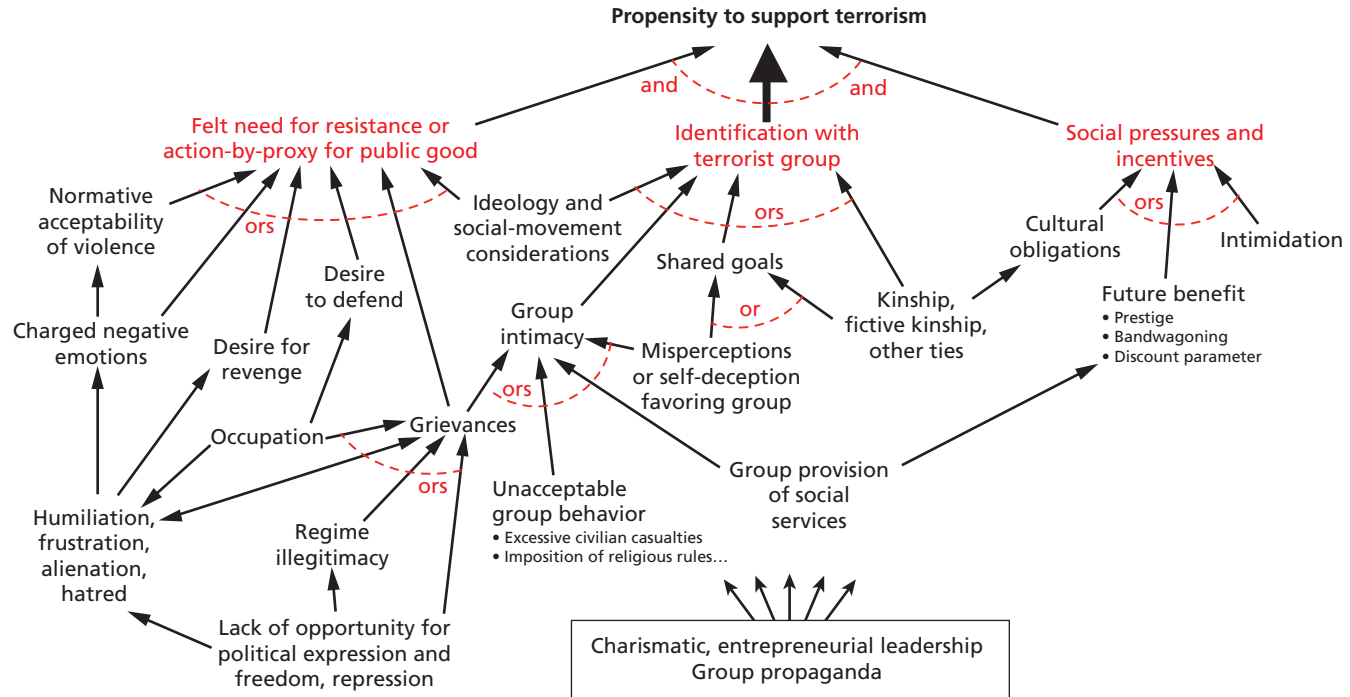 Propensity to support terrorism
and
and
Felt need for resistance or
action-by-proxy for public good
Identification with
terrorist group
Social pressures and
incentives
Normative
acceptability
of violence
ors
Ideology and
social-movement
considerations
ors
ors
Cultural
obligations
Intimidation
Desire
to defend
Shared goals
Charged negative
emotions
Desire for
revenge
Group
intimacy
or
Kinship,
fictive kinship,
other ties
Future benefit
• Prestige
• Bandwagoning
• Discount parameter
Misperceptions
or self-deception
favoring group
ors
Occupation
Grievances
ors
Group provision
of social
services
Unacceptable
group behavior
• Excessive civilian casualties
• Imposition of religious rules…
Humiliation,
frustration,
alienation,
hatred
Regime
illegitimacy
Lack of opportunity for
political expression and
freedom, repression
Charismatic, entrepreneurial leadership
Group propaganda